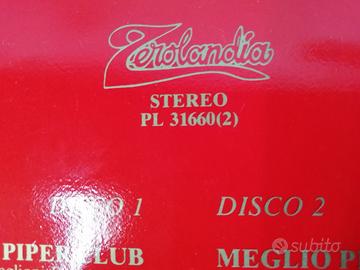 Zerolandia
STEREO
PL 31660(2)
DISCO 1
DISCO 2
PIPER CLUB
MEGLIO P
subito